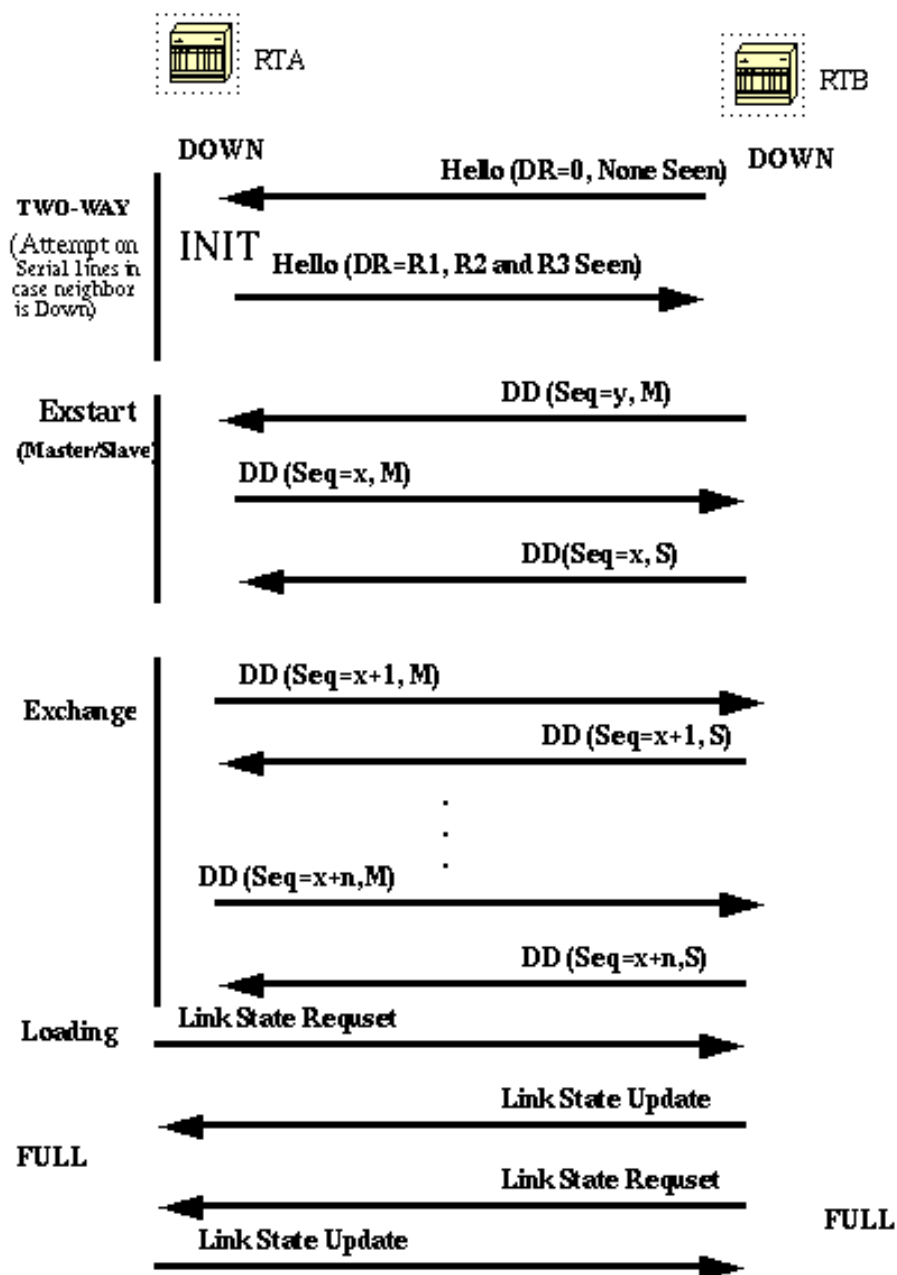 RTA
RTB
DOWN
DOWN
Hello (DR=0, None Seen)
TWO-WAY
(Attempt on
Serial lines in
case neighbor
is Down)
INIT
Hello (DR=R1, R2 and R3 Seen)
DD (Seq=y, M)
Exstart
(Master/Slave)
DD (Seq=x, M)
DD(Seq=x, S)
DD (Seq=x+1, M)
Exchange
DD (Seq=x+1, S)
.
.
.
DD (Seq=x+n,M)
DD (Seq=x+n,S)
Loading
Link State Requset
Link State Update
FULL
Link State Requset
FULL
Link State Update